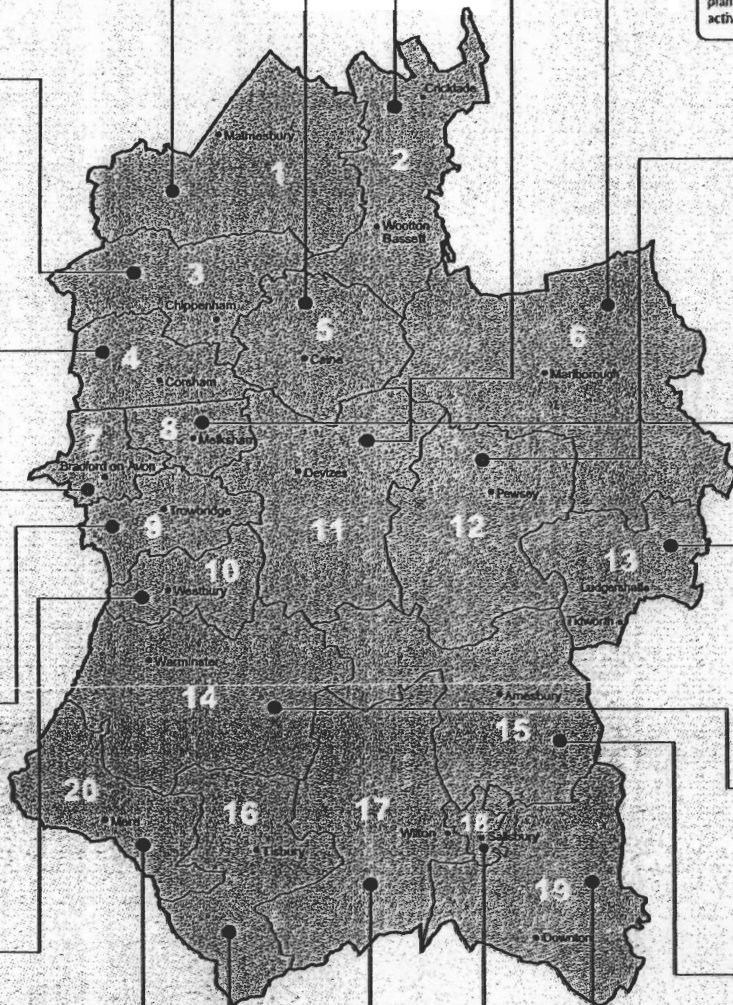 plan
activ
Cricklade
Malmesbury
2
1
Wootton
Bassett
3
Chippenham
5
6
4
Calne
Marlborough
Corsham
7
8
Melksham
Bradford on Avon
Devizes
Pewsey
Trowbridge
9
11
12
10
13
Westbury
Ludgershall
Tidworth
Warminster
14
Amesbury
15
20
16
17
Mere
18
Wilton
Salisbury
Tisbury
19
Downton